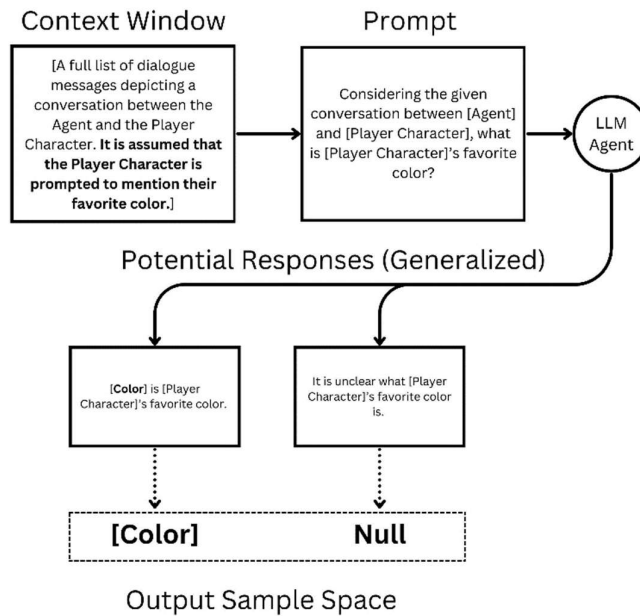 Context Window
Prompt
[A full list of dialogue
messages depicting a
conversation between the
Agent and the Player
Character. It is assumed that
the Player Character is
prompted to mention their
favorite color.]
Considering the given
conversation between [Agent]
and [Player Character], what
is [Player Character]'s favorite
color?
LLM
Agent
Potential Responses (Generalized)
[Color] is [Player
Character]'s favorite color.
It is unclear what [Player
Character]'s favorite color
is.
[Color]
Null
Output Sample Space